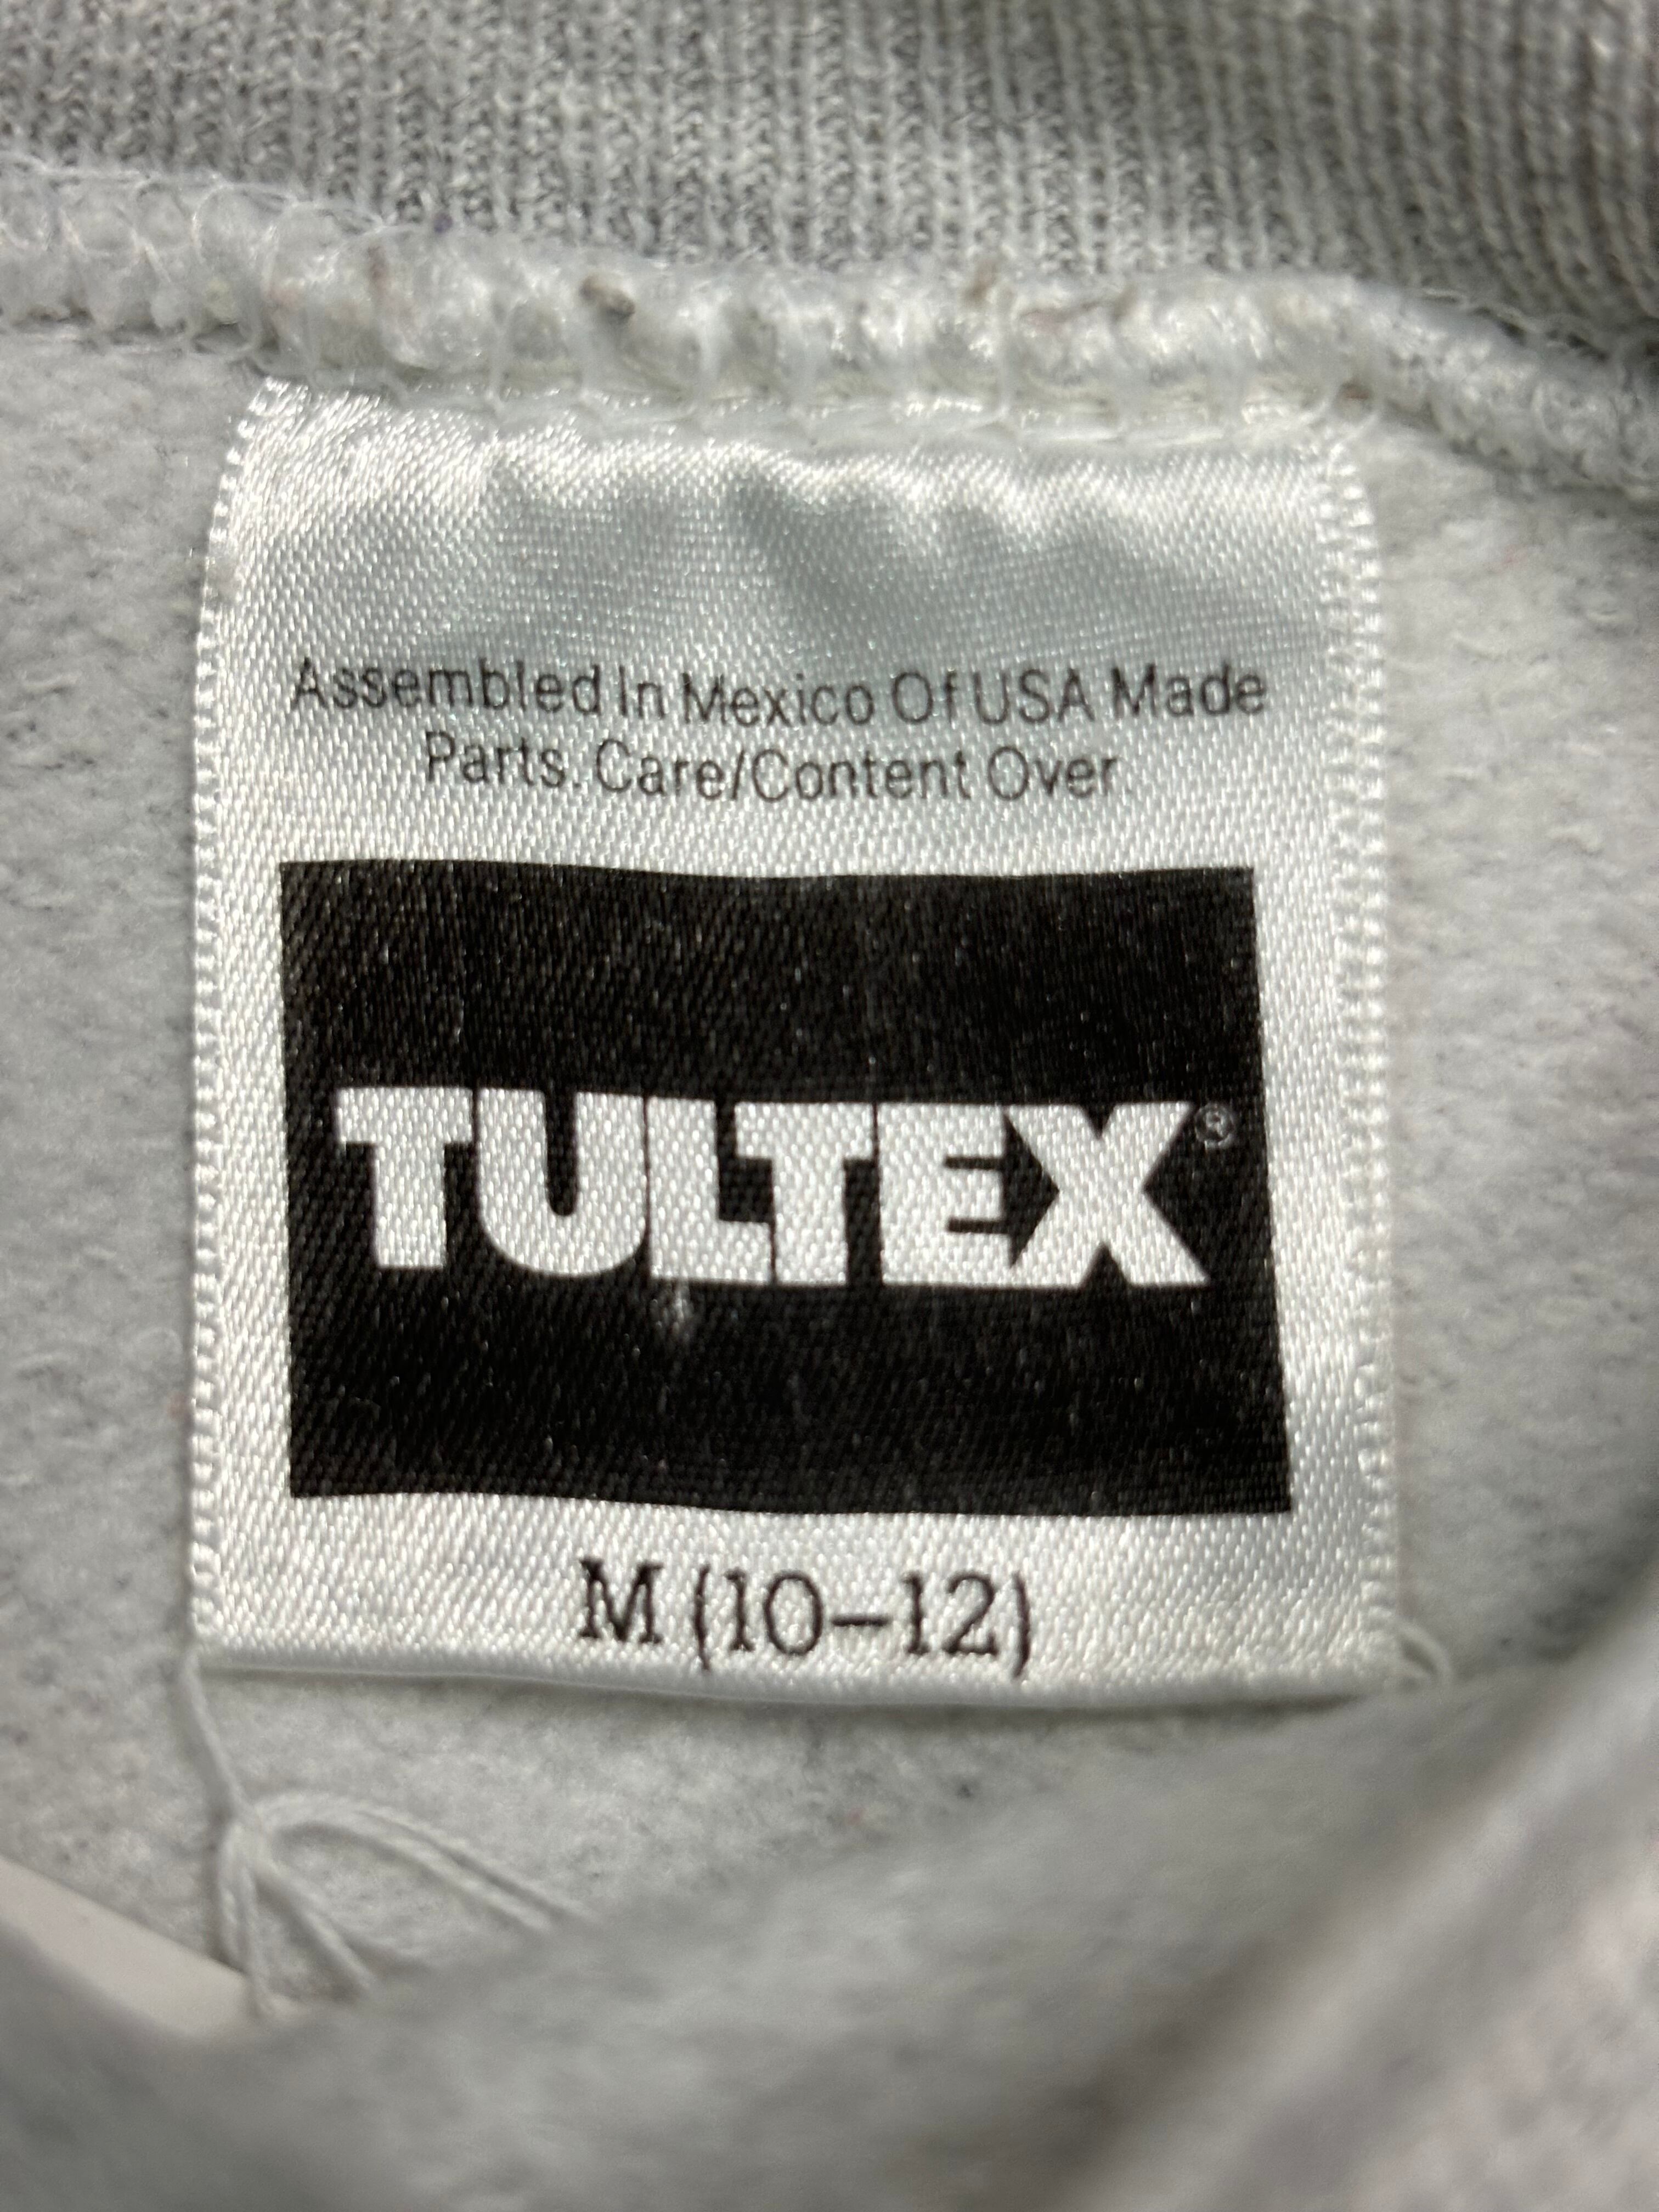 Assembled In Mexico Of USA Made
Parts. Care/Content Over
TULTEX®
M (10-12)